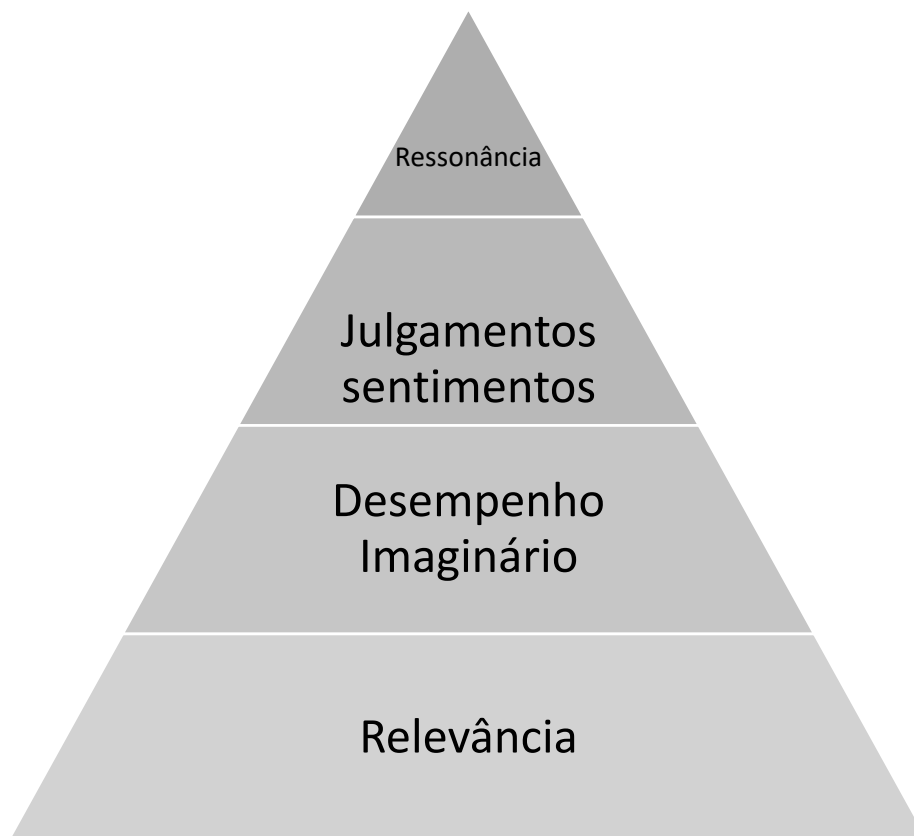 Ressonância
Julgamentos
sentimentos
Desempenho
Imaginário
Relevância